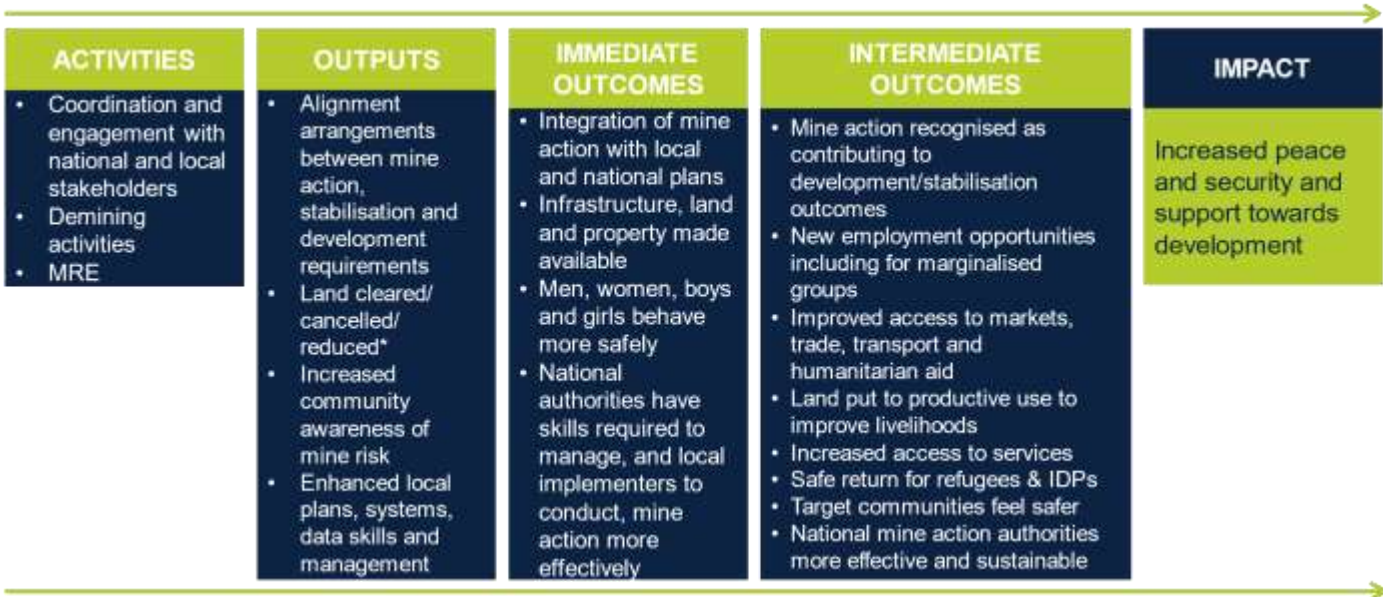 ACTIVITIES
• Coordination and
engagement with
national and local
stakeholders
• Demining
activities
• MRE
OUTPUTS
• Alignment
arrangements
between mine
action,
stabilisation and
development
requirements
• Land cleared/
cancelled/
reduced*
• Increased
community
awareness of
mine risk
• Enhanced local
plans, systems,
data skills and
management
IMMEDIATE
OUTCOMES
• Integration of mine
action with local
and national plans
• Infrastructure, land
and property made
available
• Men, women, boys
and girls behave
more safely
• National
authorities have
skills required to
manage, and local
implementers to
conduct, mine
action more
effectively
INTERMEDIATE
OUTCOMES
• Mine action recognised as
contributing to
development/stabilisation
outcomes
• New employment opportunities
including for marginalised
groups
• Improved access to markets,
trade, transport and
humanitarian aid
• Land put to productive use to
improve livelihoods
• Increased access to services
• Safe return for refugees & IDPs
• Target communities feel safer
• National mine action authorities
more effective and sustainable
IMPACT
Increased peace
and security and
support towards
development